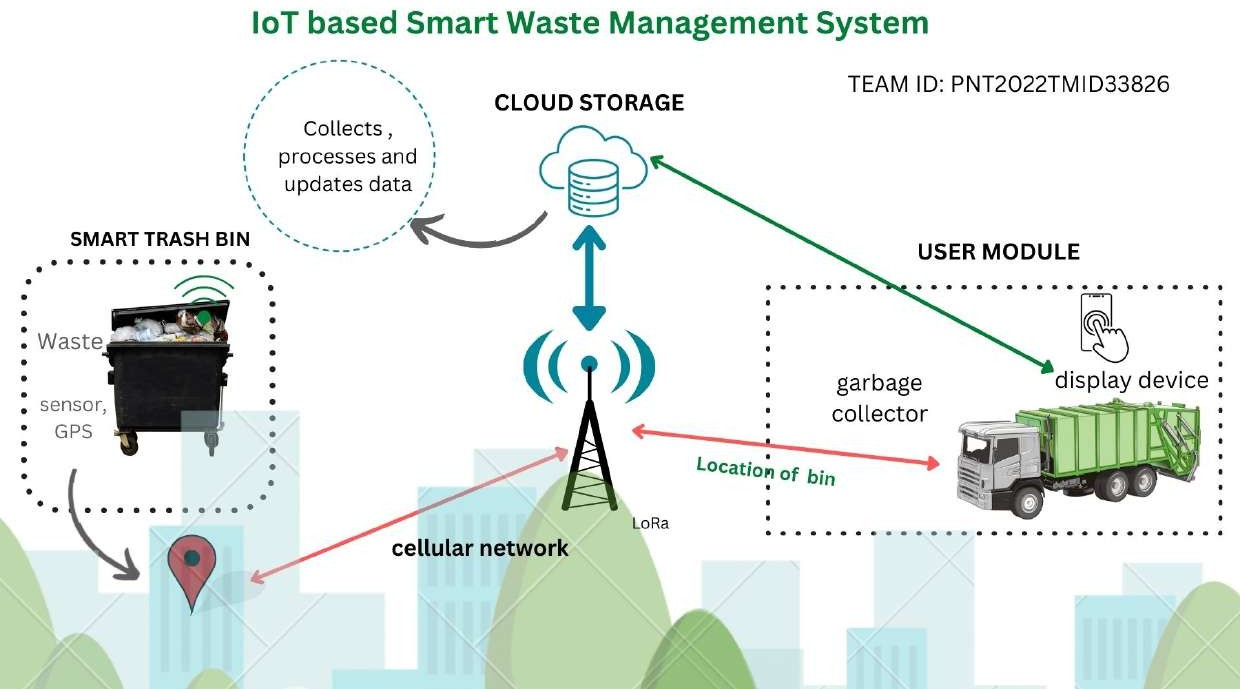 IoT based Smart Waste Management System
TEAM ID: PNT2022TMID33826
CLOUD STORAGE
Collects ,
processes and
updates data
SMART TRASH BIN
Waste
sensor,
GPS
USER MODULE
display device
garbage
collector
Location of bin
LoRa
cellular network